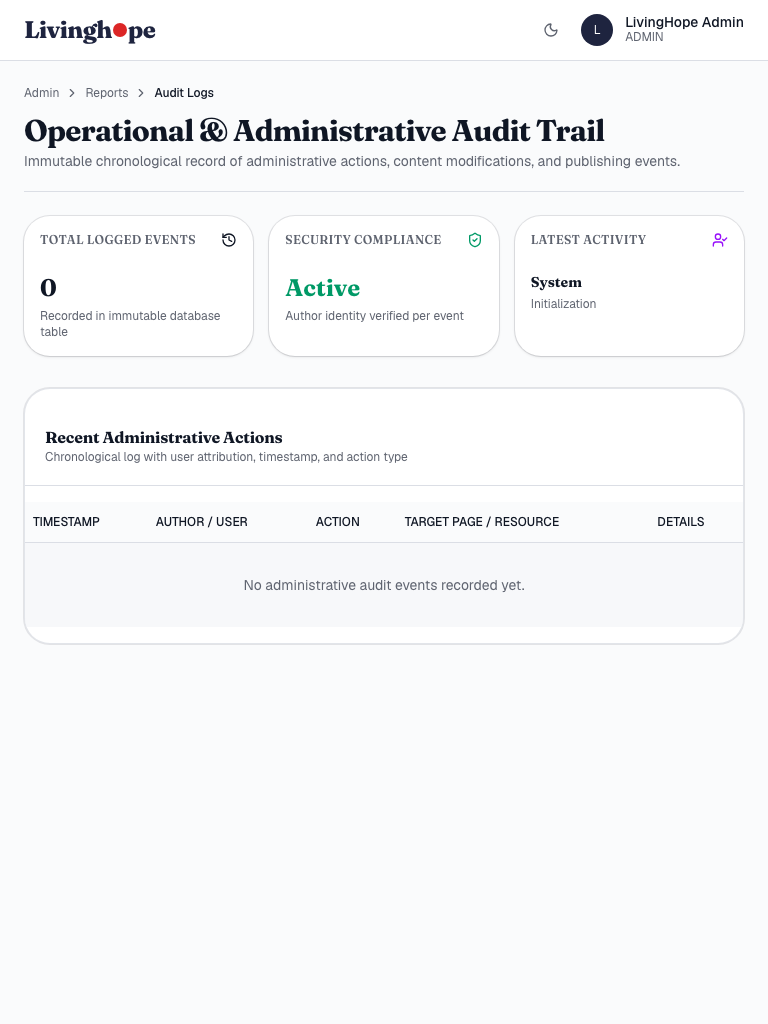 Livinghope
L
LivingHope Admin
ADMIN
Admin > Reports > Audit Logs
Operational & Administrative Audit Trail
Immutable chronological record of administrative actions, content modifications, and publishing events.
TOTAL LOGGED EVENTS
0
Recorded in immutable database
table
SECURITY COMPLIANCE
Active
Author identity verified per event
LATEST ACTIVITY
System
Initialization
Recent Administrative Actions
Chronological log with user attribution, timestamp, and action type
TIMESTAMP AUTHOR / USER ACTION TARGET PAGE / RESOURCE DETAILS
No administrative audit events recorded yet.